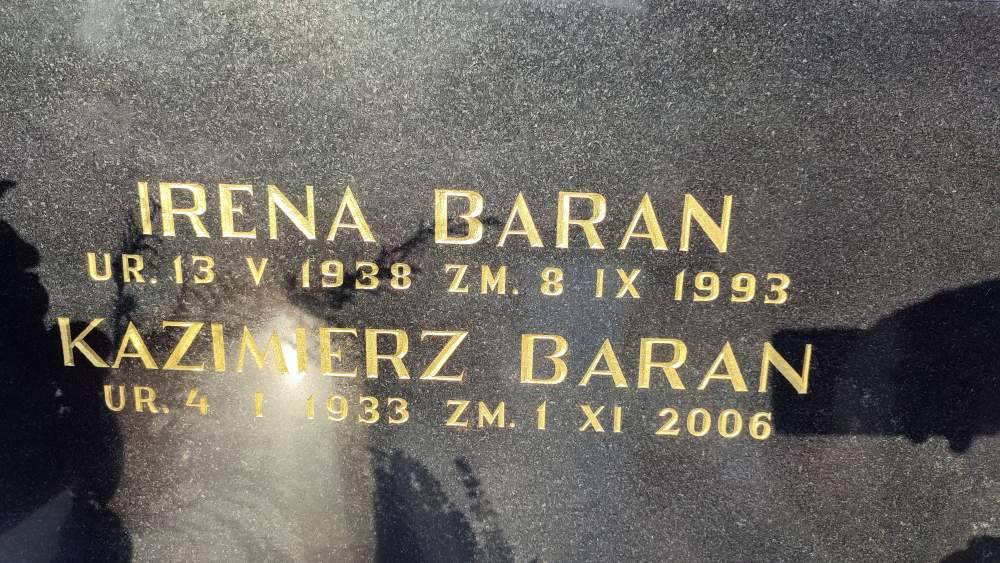 IRENA BARAN
UR. 13 V 1938 ZM. 8 IX 1993
KAZIMIERZ BARAN
UR. 4 I 1933 ZM. 1 XI 2006